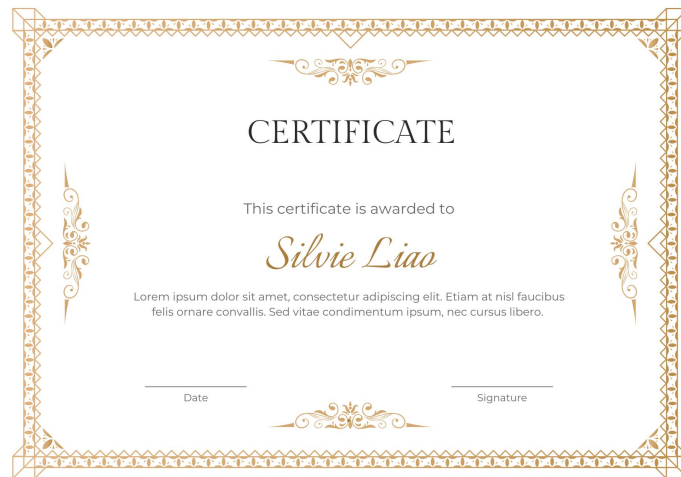 CERTIFICATE
This certificate is awarded to
Silvie Liao
Lorem ipsum dolor sit amet, consectetur adipiscing elit. Etiam at nisl faucibus
felis ornare convallis. Sed vitae condimentum ipsum, nec cursus libero.
Date
Signature